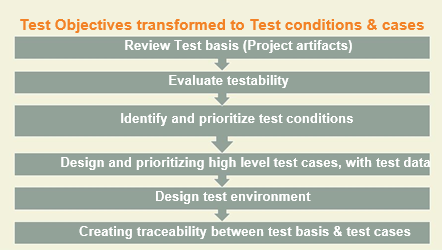 Test Objectives transformed to Test conditions & cases
Review Test basis (Project artifacts)
Evaluate testability
Identify and prioritize test conditions
Design and prioritizing high level test cases, with test data
Design test environment
Creating traceability between test basis & test cases